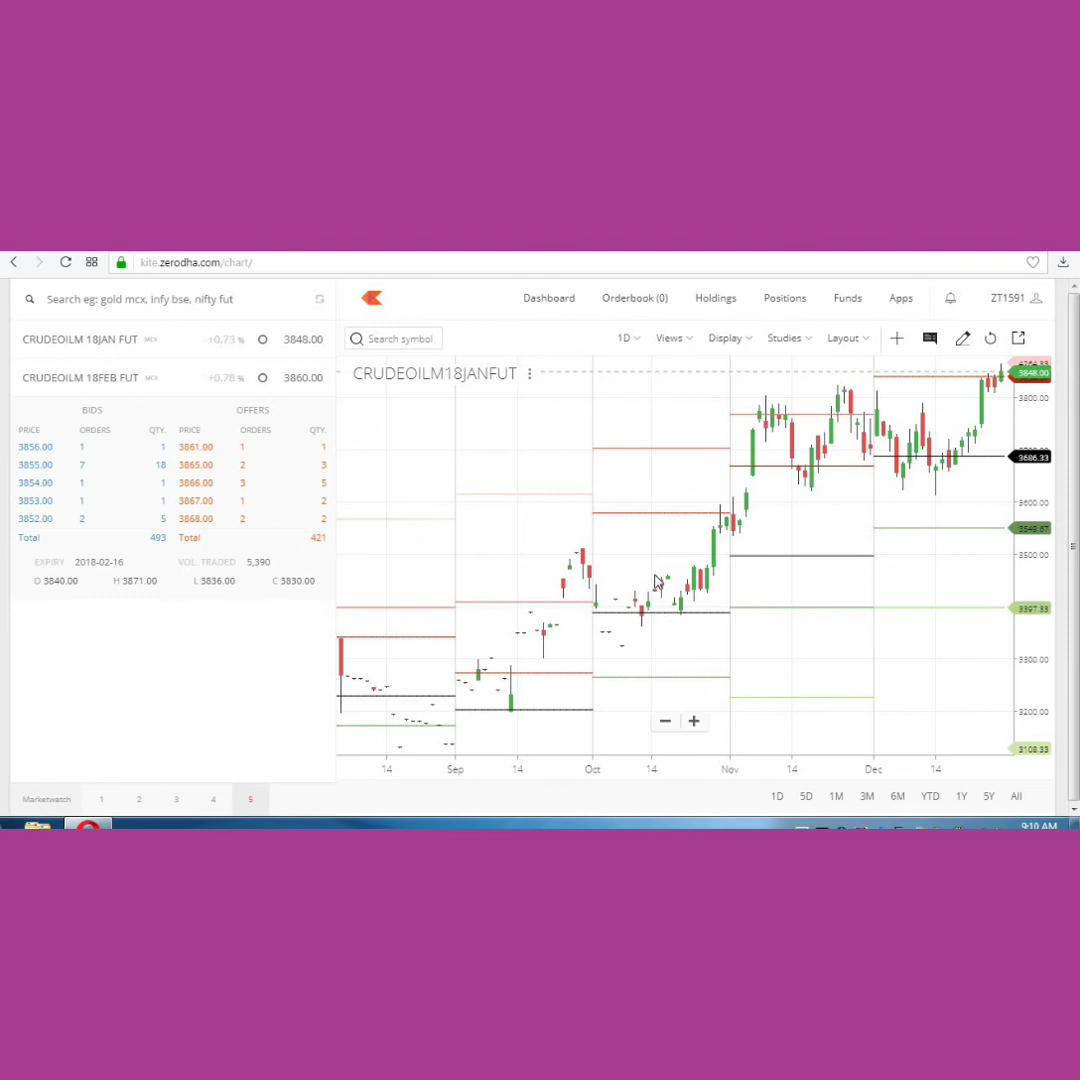 kite.zerodha.com/chart/
Search eg: gold mcx, infy bse, nifty fut
Dashboard Orderbook (0) Holdings Positions Funds Apps ZT1591
CRUDEOILM 18JAN FUT MCX +0.73 % 3848.00
Search symbol 1D Views Display Studies Layout
CRUDEOILM 18FEB FUT MCX +0.78 % 3860.00
CRUDEOILM18JANFUT
BIDS OFFERS
PRICE ORDERS QTY. PRICE ORDERS QTY.
3856.00 1 1 3861.00 1 1
3855.00 7 18 3865.00 2 3
3854.00 1 1 3866.00 3 5
3853.00 1 1 3867.00 1 2
3852.00 2 5 3868.00 2 2
Total 493 Total 421
EXPIRY 2018-02-16 VOL. TRADED 5,390
O 3840.00 H 3871.00 L 3836.00 C 3830.00
3848.00
3800.00
3686.33
3600.00
3549.67
3500.00
3397.33
3300.00
3200.00
3108.33
14 Sep 14 Oct 14 Nov 14 Dec 14
Marketwatch 1 2 3 4 5
1D 5D 1M 3M 6M YTD 1Y 5Y All
9:10 AM